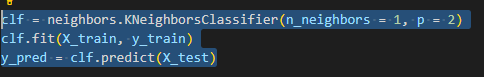 clf = neighbors.KNeighborsClassifier(n_neighbors = 1, p = 2)
clf.fit(X_train, y_train)
y_pred = clf.predict(X_test)